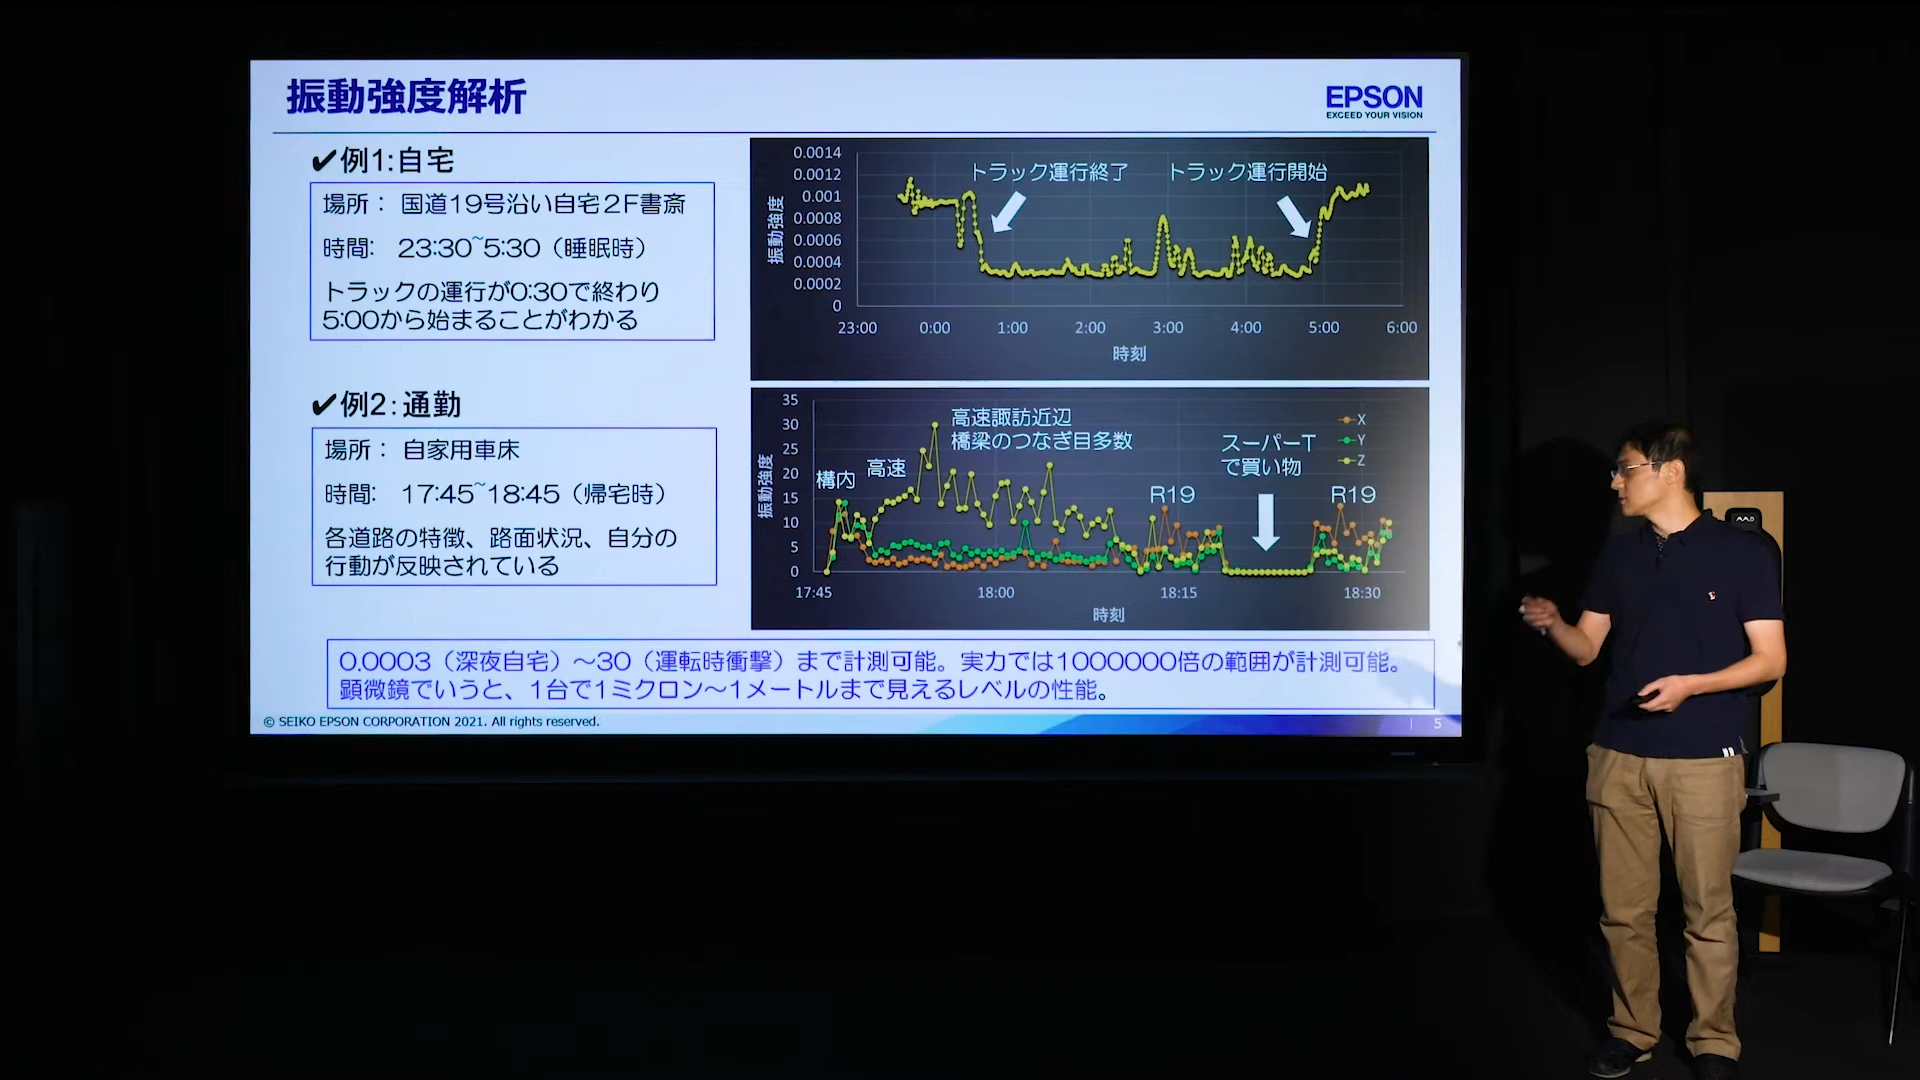 振動強度解析
EPSON
EXCEED YOUR VISION
✔例1:自宅
場所： 国道19号沿い自宅2F書斎
時間: 23:30~5:30（睡眠時）
トラックの運行が0:30で終わり
5:00から始まることがわかる
0.0014
0.0012
0.001
0.0008
0.0006
0.0004
0.0002
0
振動強度
トラック運行終了
トラック運行開始
23:00 0:00 1:00 2:00 3:00 4:00 5:00 6:00
時刻
✔例2:通勤
場所： 自家用車床
時間: 17:45~18:45（帰宅時）
各道路の特徴、路面状況、自分の
行動が反映されている
35
30
25
20
15
10
5
0
振動強度
構内
高速
高速諏訪近辺
橋梁のつなぎ目多数
R19
スーパーT
で買い物
R19
X
Y
Z
17:45 18:00 18:15 18:30
時刻
0.0003（深夜自宅）～30（運転時衝撃）まで計測可能。実力では1000000倍の範囲が計測可能。
顕微鏡でいうと、1台で1ミクロン～1メートルまで見えるレベルの性能。
© SEIKO EPSON CORPORATION 2021. All rights reserved.
5